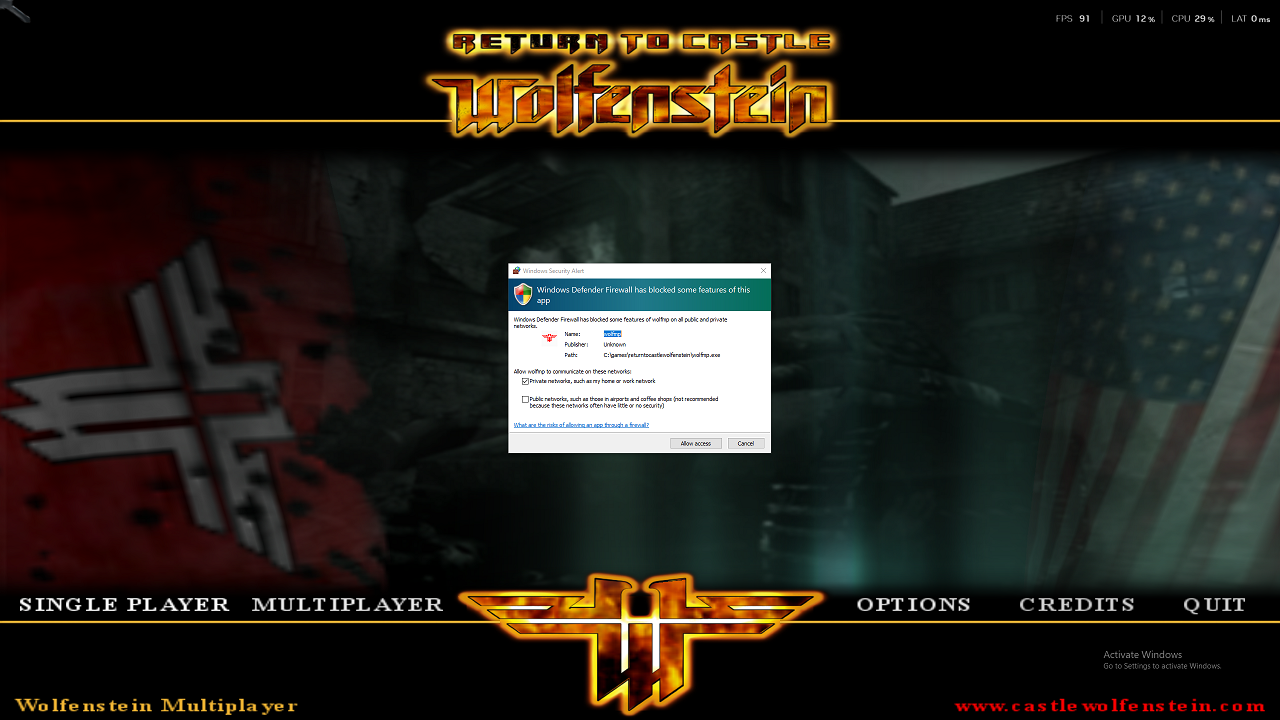 FPS 91 GPU 12 % CPU 29 % LAT 0 ms
RETURN TO CASTLE
Wolfenstein
Windows Security Alert
Windows Defender Firewall has blocked some features of this
app
Windows Defender Firewall has blocked some features of wolfmp on all public and private
networks.
Name: wolfmp
Publisher: Unknown
Path: C:\games\returntocastlewolfenstein\wolfmp.exe
Allow wolfmp to communicate on these networks:
Private networks, such as my home or work network
Public networks, such as those in airports and coffee shops (not recommended
because these networks often have little or no security)
What are the risks of allowing an app through a firewall?
Allow access Cancel
SINGLE PLAYER MULTIPLAYER OPTIONS CREDITS QUIT
Activate Windows
Go to Settings to activate Windows.
Wolfenstein Multiplayer www.castlewolfenstein.com